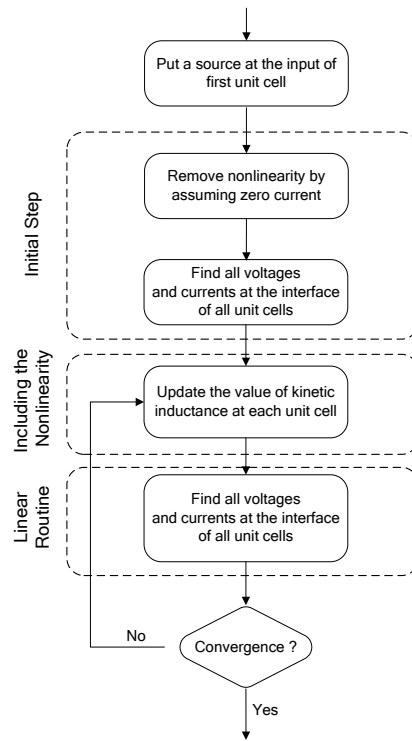 Put a source at the input of
first unit cell
Initial Step
Remove nonlinearity by
assuming zero current
Find all voltages
and currents at the interface
of all unit cells
Including the
Nonlinearity
Update the value of kinetic
inductance at each unit cell
Linear
Routine
Find all voltages
and currents at the interface
of all unit cells
No
Convergence ?
Yes